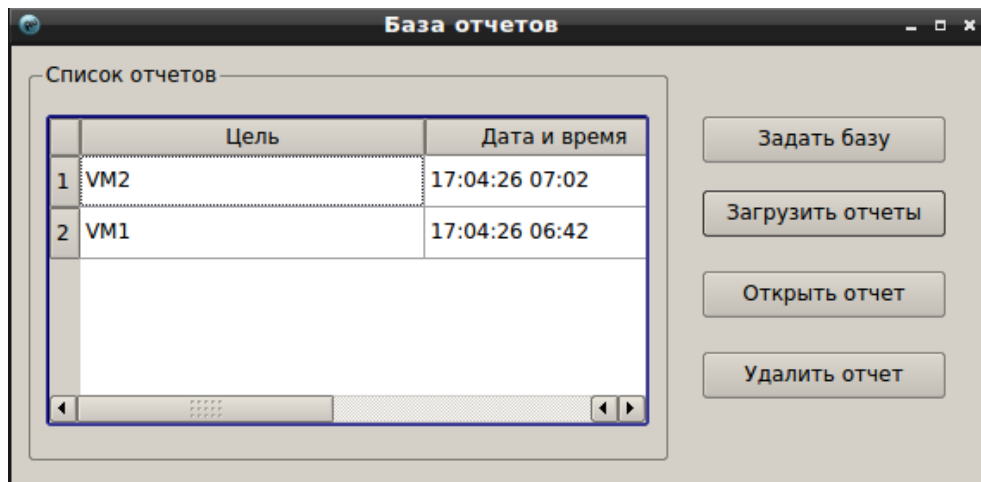 База отчетов
Список отчетов
Цель Дата и время
1 VM2 17:04:26 07:02
2 VM1 17:04:26 06:42
Задать базу
Загрузить отчеты
Открыть отчет
Удалить отчет